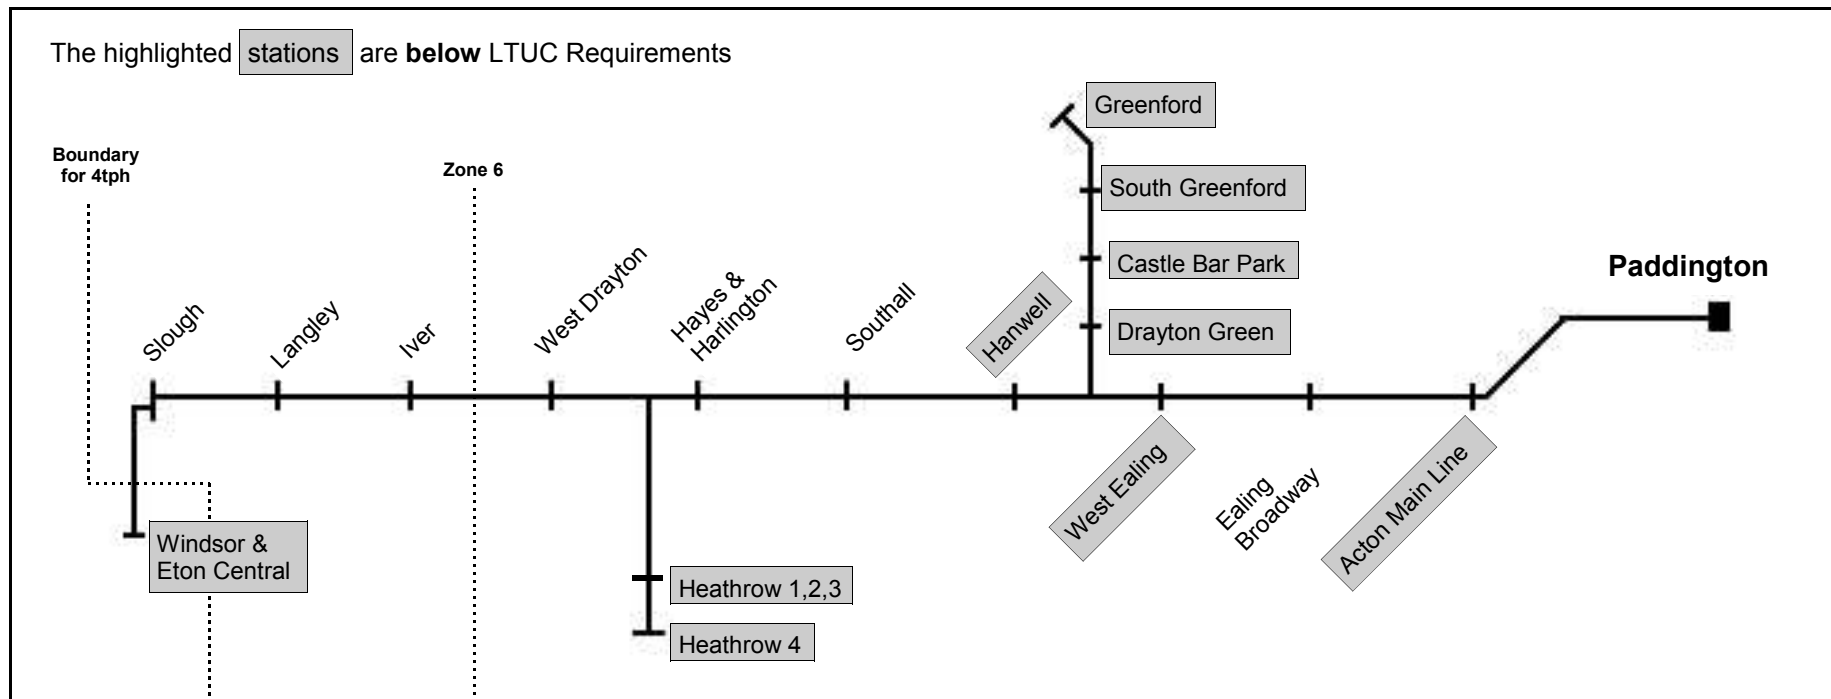 The highlighted stations are below LTUC Requirements
Greenford
Boundary
for 4tph
Zone 6
South Greenford
Castle Bar Park
Paddington
Slough
Langley
Iver
West Drayton
Hayes &
Harlington
Southall
Hanwell
Drayton Green
West Ealing
Ealing
Broadway
Acton Main Line
Windsor &
Eton Central
Heathrow 1,2,3
Heathrow 4